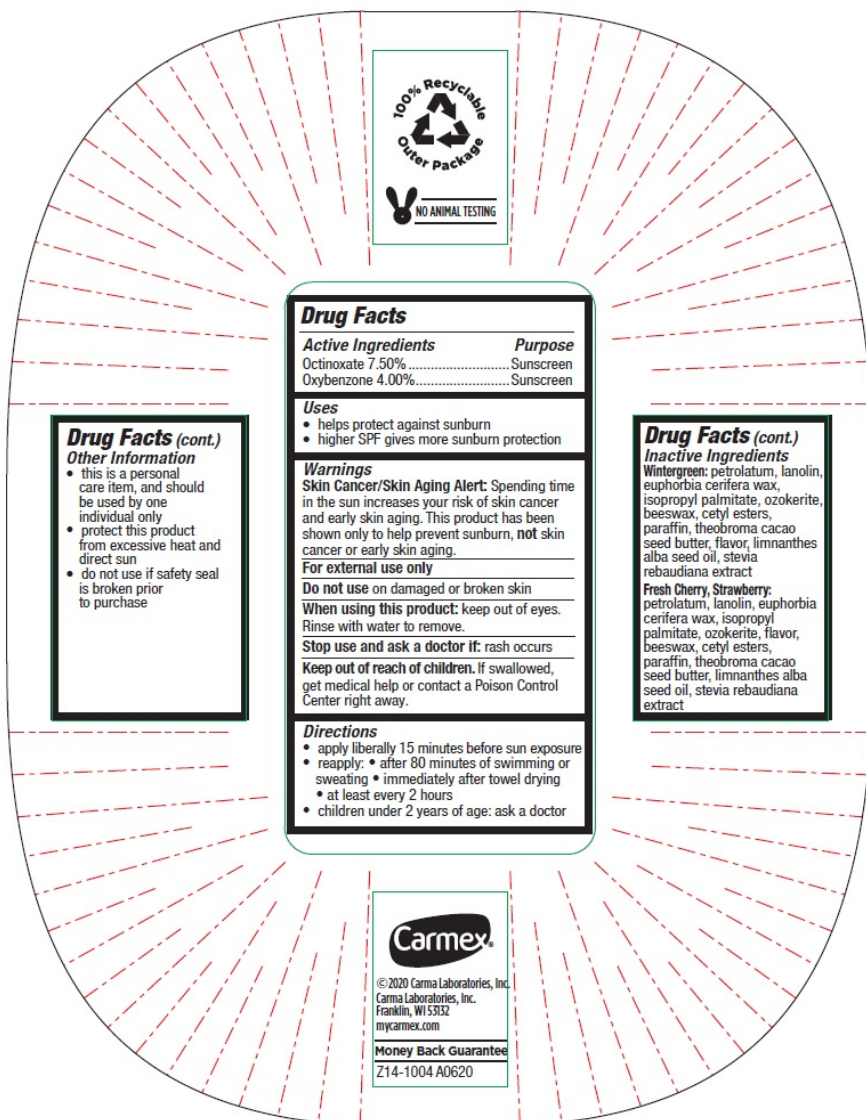 100% Recyclable
Outer Package
NO ANIMAL TESTING
Drug Facts
Active Ingredients Purpose
Octinoxate 7.50%..........................Sunscreen
Oxybenzone 4.00%........................Sunscreen
Uses
• helps protect against sunburn
• higher SPF gives more sunburn protection
Warnings
Skin Cancer/Skin Aging Alert: Spending time
in the sun increases your risk of skin cancer
and early skin aging. This product has been
shown only to help prevent sunburn, not skin
cancer or early skin aging.
For external use only
Do not use on damaged or broken skin
When using this product: keep out of eyes.
Rinse with water to remove.
Stop use and ask a doctor if: rash occurs
Keep out of reach of children. If swallowed,
get medical help or contact a Poison Control
Center right away.
Directions
• apply liberally 15 minutes before sun exposure
• reapply: • after 80 minutes of swimming or
sweating • immediately after towel drying
• at least every 2 hours
• children under 2 years of age: ask a doctor
Drug Facts (cont.)
Other Information
• this is a personal
care item, and should
be used by one
individual only
• protect this product
from excessive heat and
direct sun
• do not use if safety seal
is broken prior
to purchase
Drug Facts (cont.)
Inactive Ingredients
Wintergreen: petrolatum, lanolin,
euphorbia cerifera wax,
isopropyl palmitate, ozokerite,
beeswax, cetyl esters,
paraffin, theobroma cacao
seed butter, flavor, limnanthes
alba seed oil, stevia
rebaudiana extract
Fresh Cherry, Strawberry:
petrolatum, lanolin, euphorbia
cerifera wax, isopropyl
palmitate, ozokerite, flavor,
beeswax, cetyl esters,
paraffin, theobroma cacao
seed butter, limnanthes alba
seed oil, stevia rebaudiana
extract
Carmex®
©2020 Carma Laboratories, Inc.
Carma Laboratories, Inc.
Franklin, WI 53132
mycarmex.com
Money Back Guarantee
Z14-1004 A0620